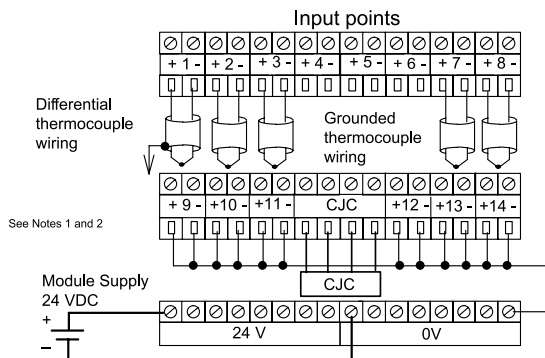 Input points
+ 1 - + 2 - + 3 - + 4 - + 5 - + 6 - + 7 - + 8 -
Differential
thermocouple
wiring
Grounded
thermocouple
wiring
+ 9 - +10 - +11- CJC +12 - +13 - +14 -
See Notes 1 and 2
CJC
Module Supply
24 VDC
+
–
24 V 0V